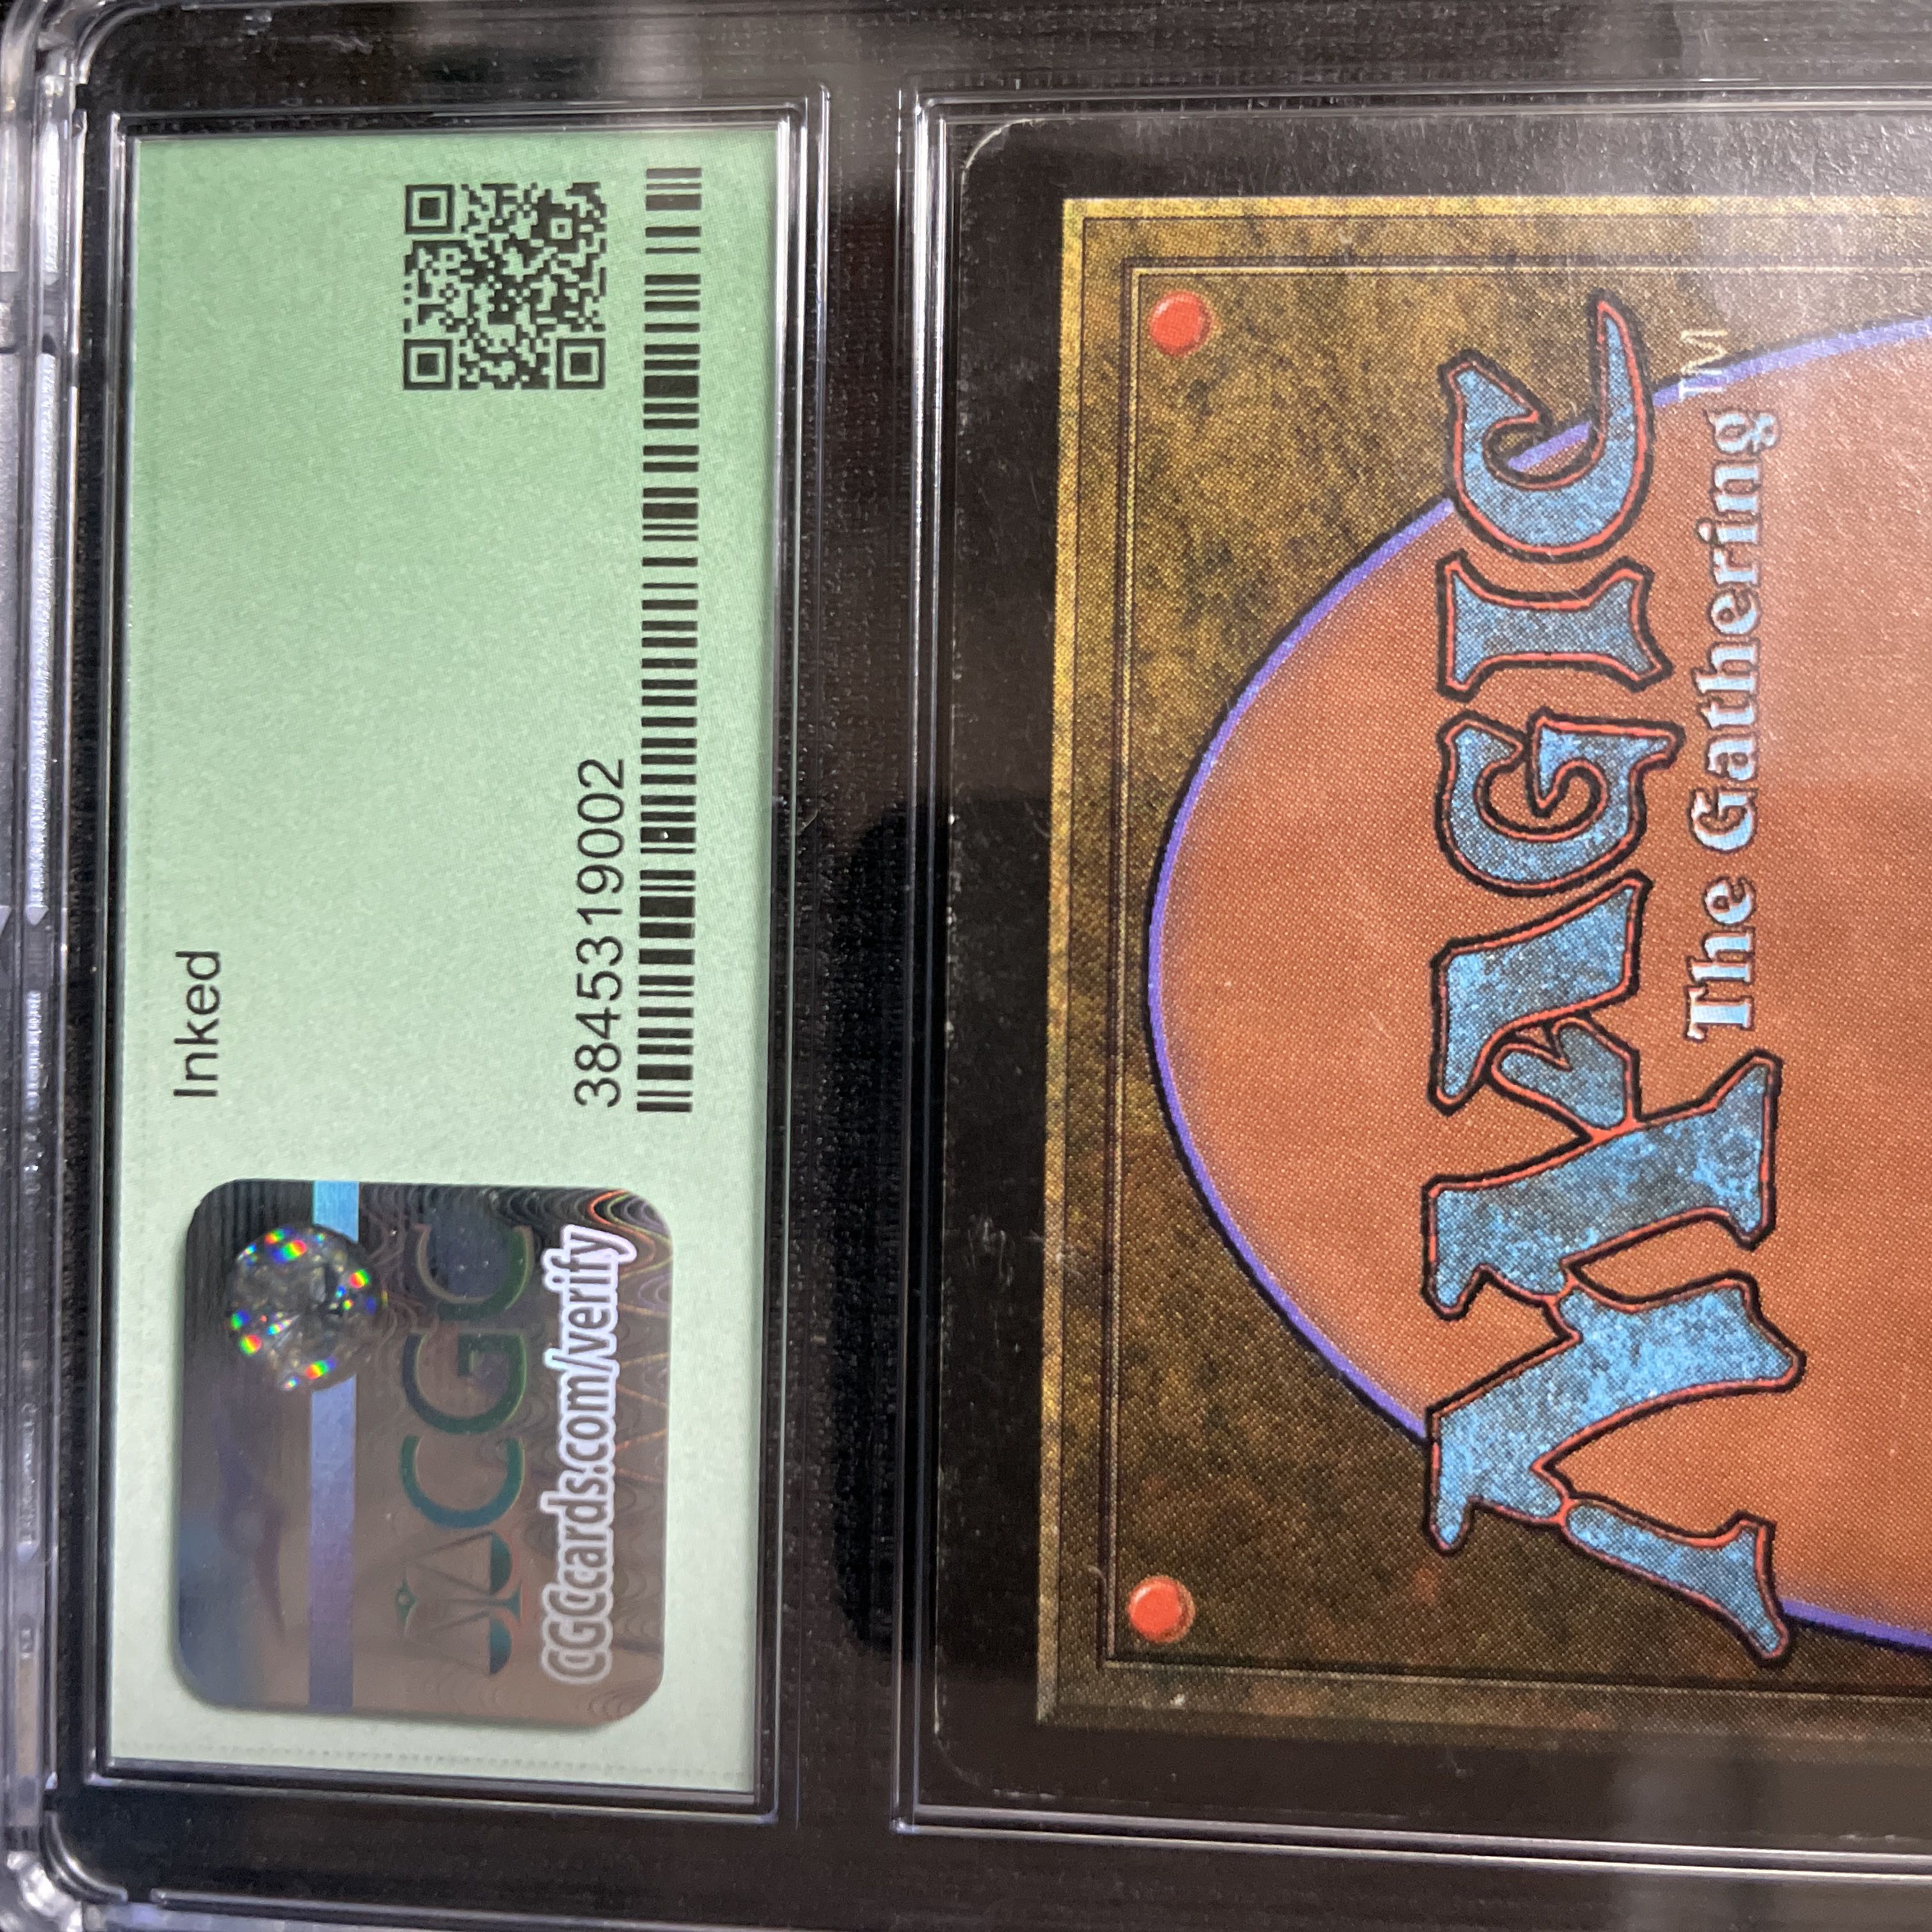 Inked
3845319002
CGC
CGCcards.com/verify
MAGIC
The Gathering™